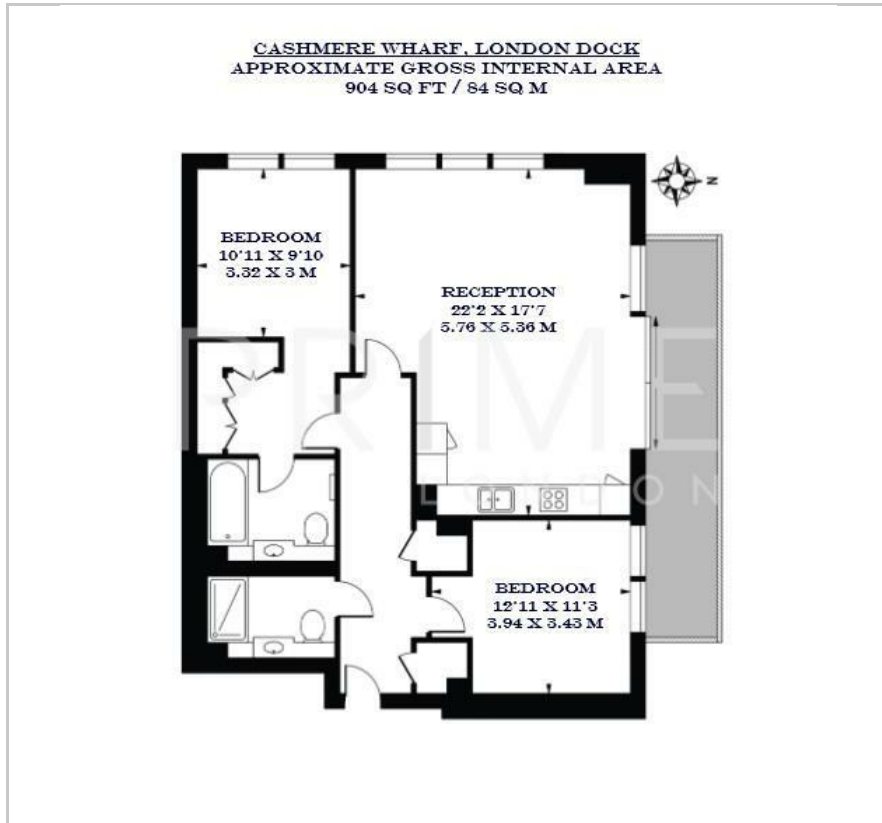 CASHMERE WHARF, LONDON DOCK
APPROXIMATE GROSS INTERNAL AREA
904 SQ FT / 84 SQ M
N
BEDROOM
10'11 X 9'10
3.32 X 3 M
RECEPTION
22'2 X 17'7
5.76 X 5.36 M
PRIME
LONDON
BEDROOM
12'11 X 11'3
3.94 X 3.43 M